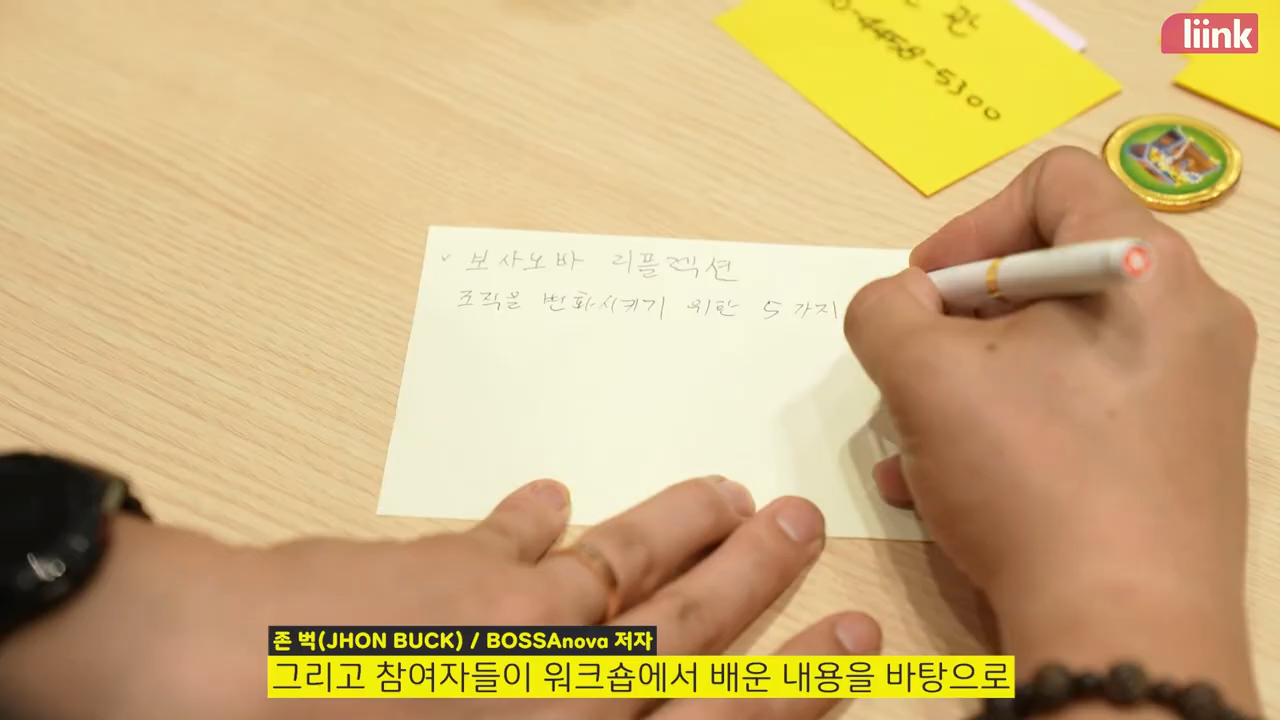 liink
-4458-5300
보사노바 리플렉션
조직을 변화시키기 위한 5가지
존 벅(JHON BUCK) / BOSSAnova 저자
그리고 참여자들이 워크숍에서 배운 내용을 바탕으로